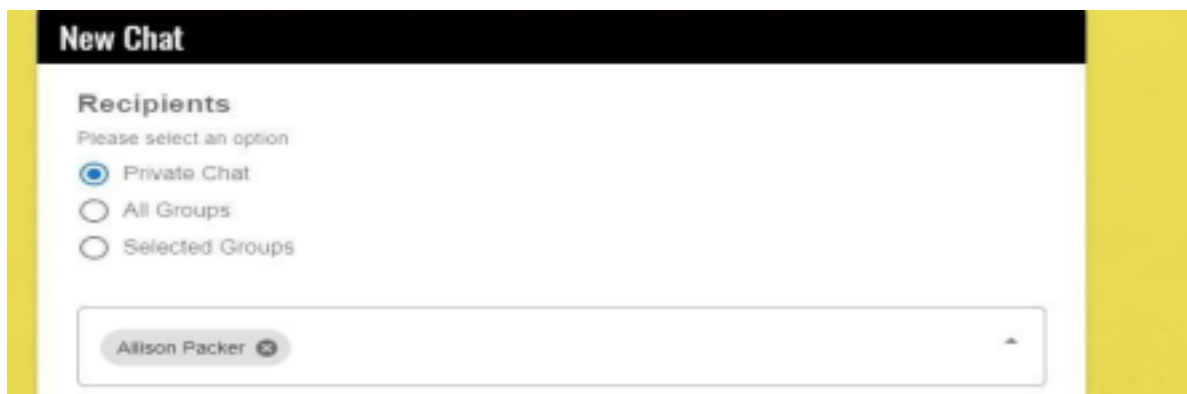 New Chat
Recipients
Please select an option
Private Chat
All Groups
Selected Groups
Allison Packer